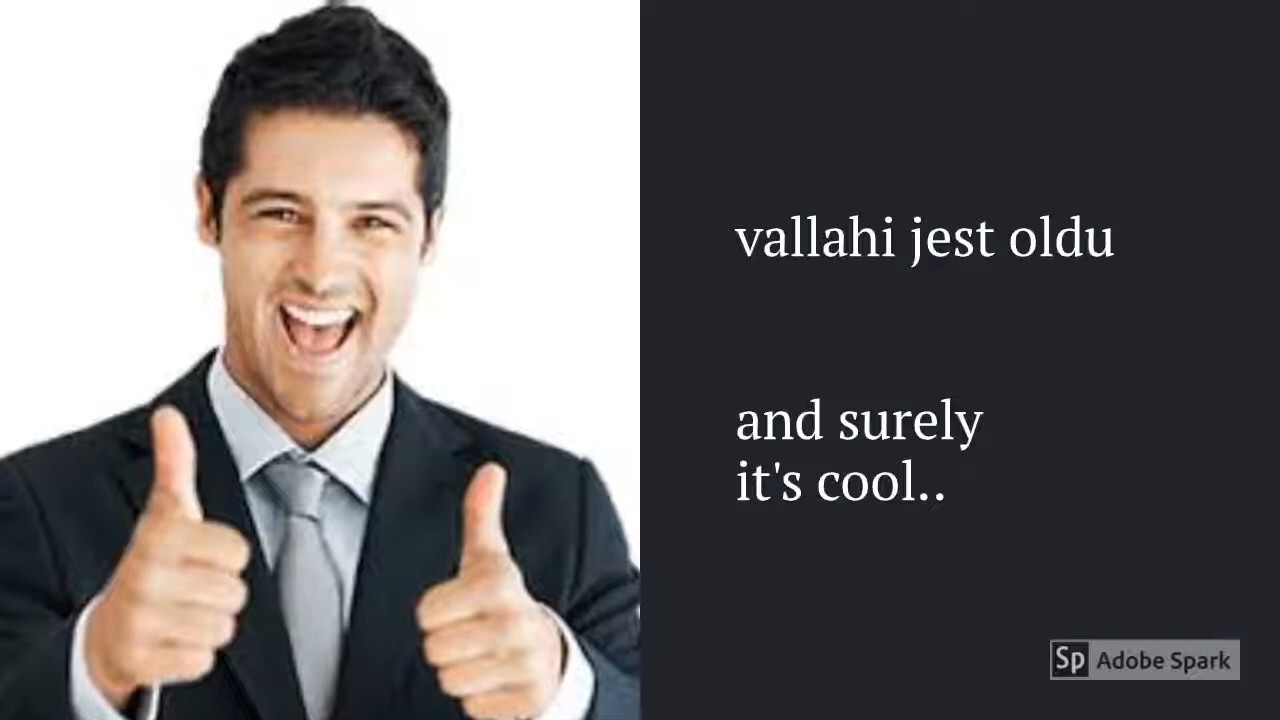 vallahi jest oldu
and surely
it's cool..
Sp Adobe Spark